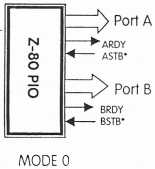 Z-80 PIO
Port A
ARDY
ASTB*
Port B
BRDY
BSTB*
MODE 0